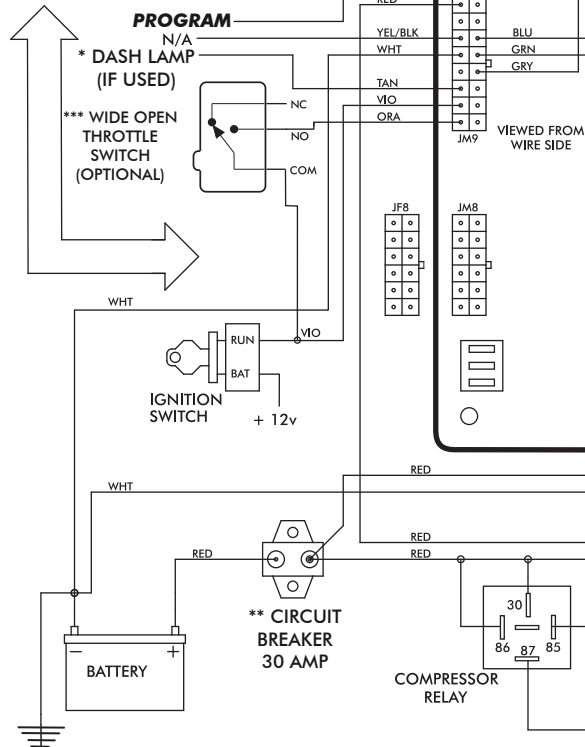 RED
PROGRAM
N/A
YEL/BLK
BLU
* DASH LAMP
(IF USED)
WHT
GRN
GRY
TAN
NC
VIO
*** WIDE OPEN
THROTTLE
SWITCH
(OPTIONAL)
ORA
NO
JM9
VIEWED FROM
WIRE SIDE
COM
JF8
JM8
WHT
RUN
VIO
BAT
IGNITION
SWITCH
+ 12v
RED
WHT
RED
RED
RED
** CIRCUIT
BREAKER
30 AMP
30
86
87
85
− +
BATTERY
COMPRESSOR
RELAY